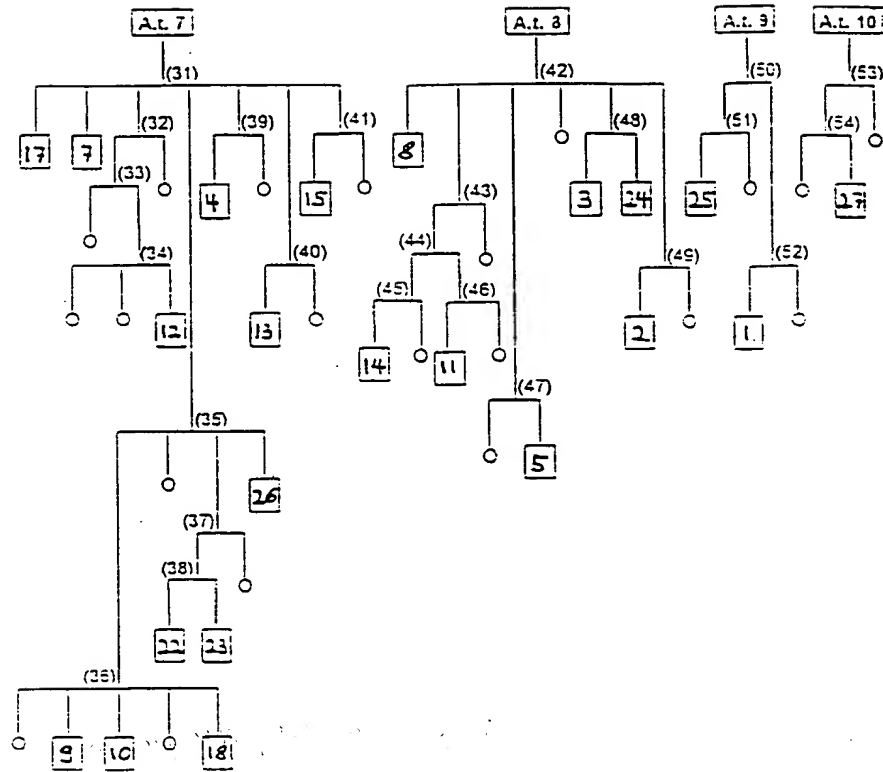 A.L. 7 A.L. 8 A.L. 9 A.L. 10
(31) (42) (50) (53)
(32) (39) (41) (48) (51) (54)
17 7 8
(33) 4 15 3 24 25 27
(43)
(34) (40) (44) (49) (52)
(45) (46)
12 13 2 1.
14 11
(47)
(35)
5
26
(37)
(38)
22 23
(36)
9 10 18